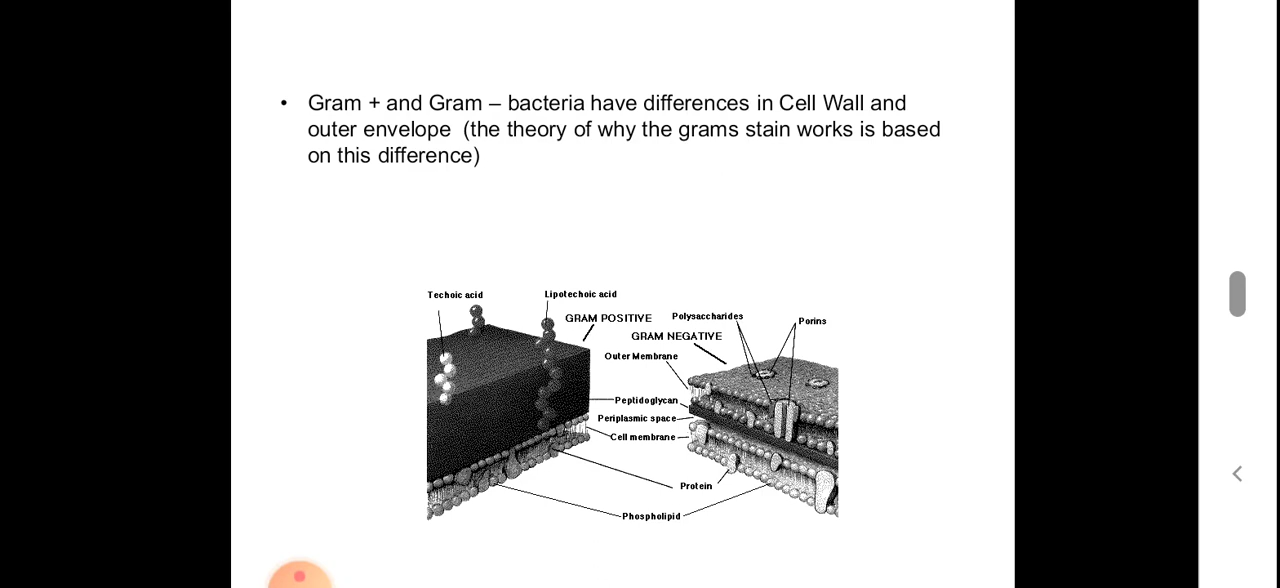 • Gram + and Gram – bacteria have differences in Cell Wall and
outer envelope (the theory of why the grams stain works is based
on this difference)
Techoic acid
Lipotechoic acid
GRAM POSITIVE
Polysaccharides
Porins
GRAM NEGATIVE
Outer Membrane
Peptidoglycan
Periplasmic space
Cell membrane
Protein
Phospholipid